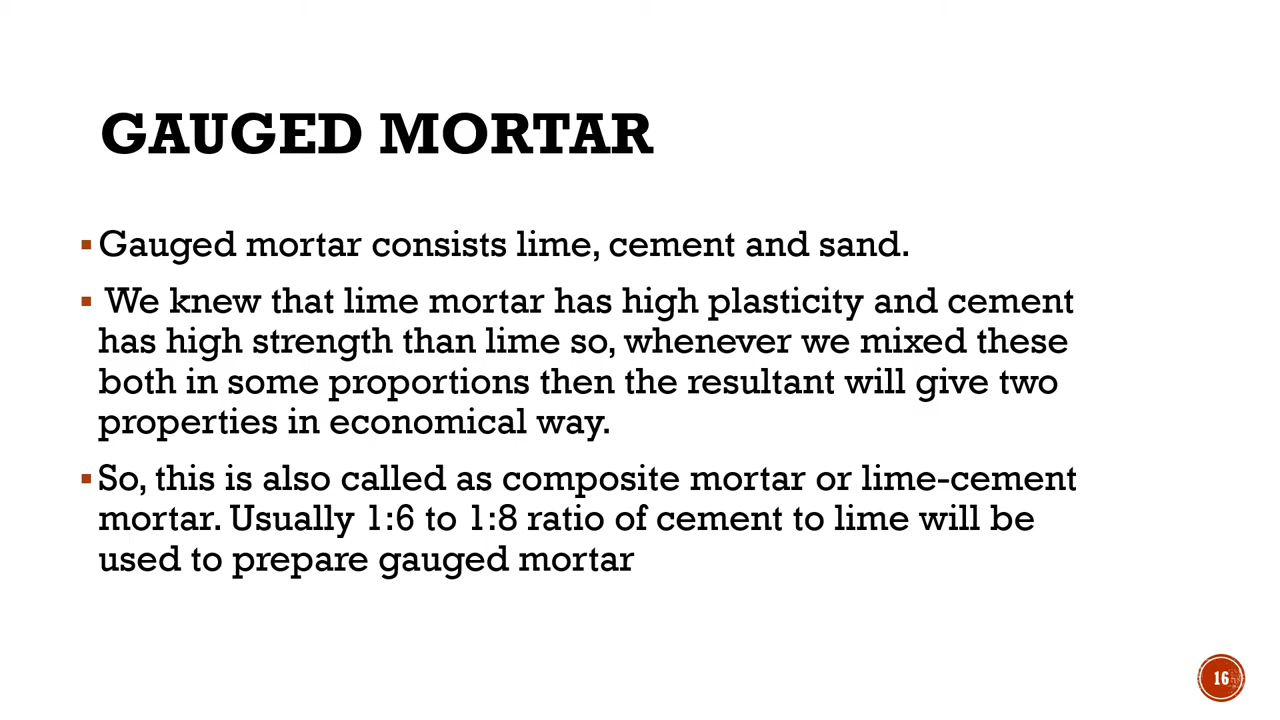 GAUGED MORTAR
▪Gauged mortar consists lime, cement and sand.
▪ We knew that lime mortar has high plasticity and cement
has high strength than lime so, whenever we mixed these
both in some proportions then the resultant will give two
properties in economical way.
▪So, this is also called as composite mortar or lime-cement
mortar. Usually 1:6 to 1:8 ratio of cement to lime will be
used to prepare gauged mortar
16